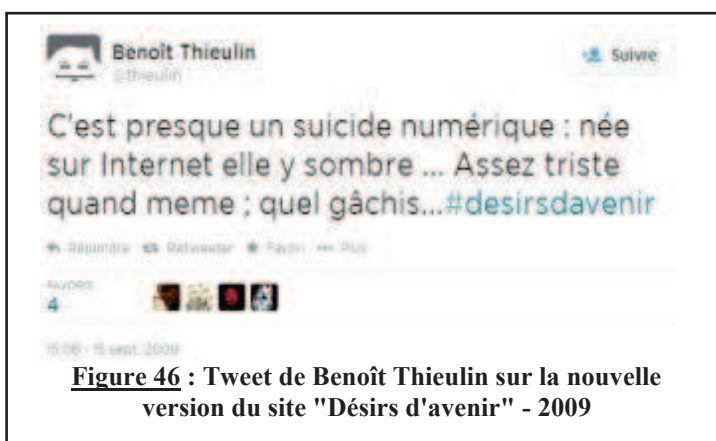 Benoît Thieulin
@thieulin
Suivre
C'est presque un suicide numérique : née
sur Internet elle y sombre ... Assez triste
quand meme ; quel gâchis...#desirsdavenir
Répondre Retweeter Favori ••• Plus
FAVORIS
4
15:06 - 15 sept. 2009
Figure 46 : Tweet de Benoît Thieulin sur la nouvelle
version du site "Désirs d'avenir" - 2009